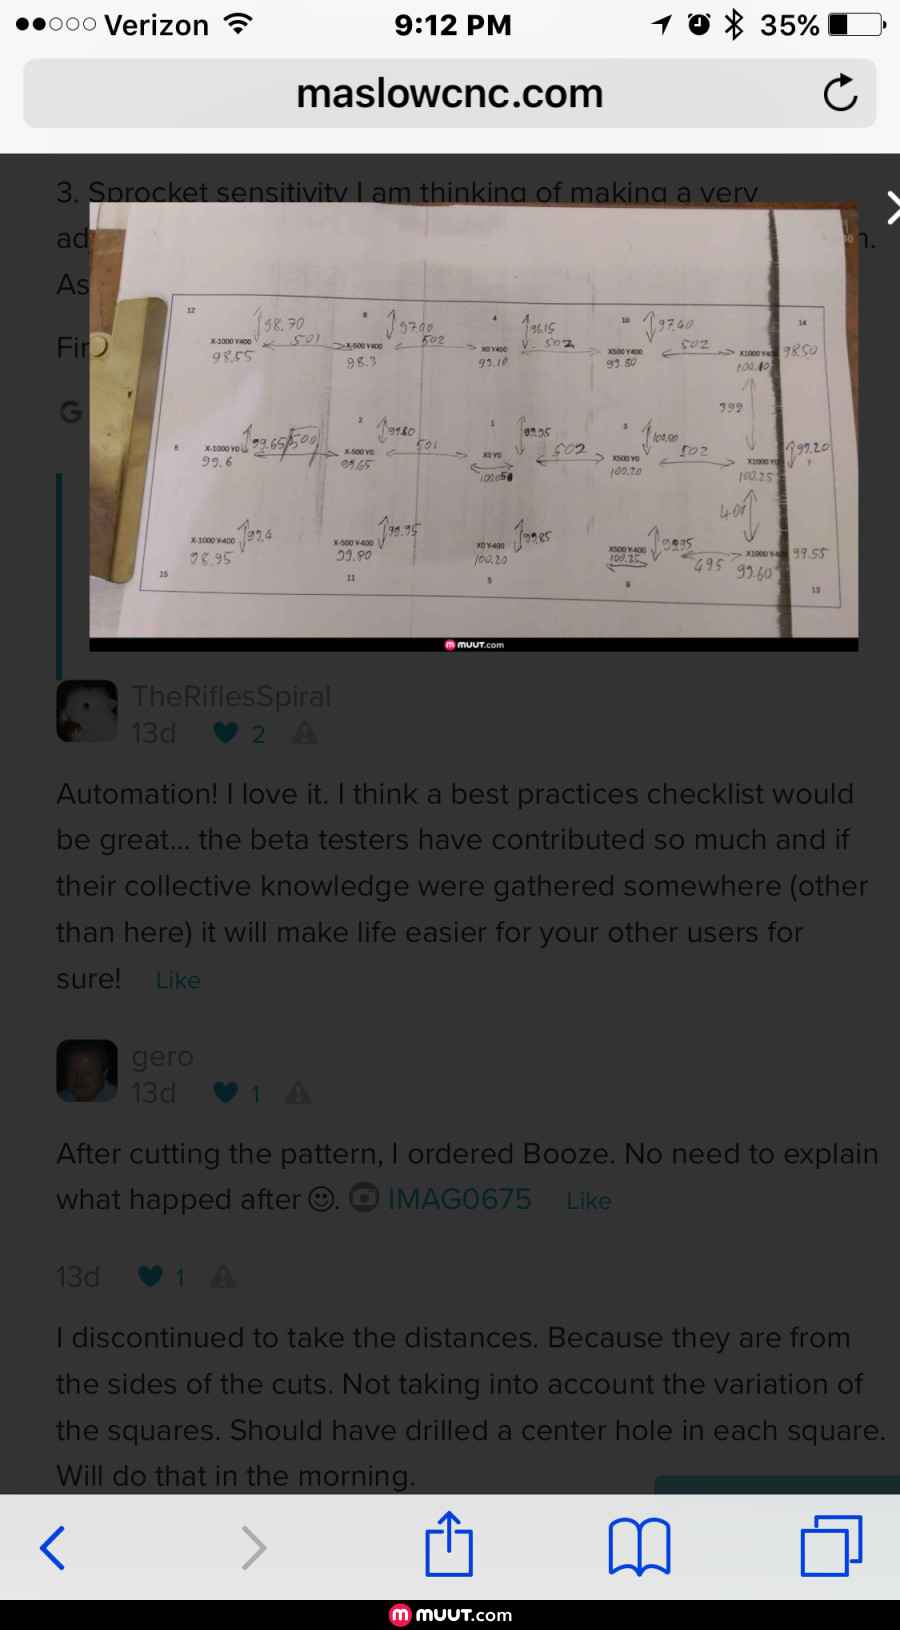 Verizon 9:12 PM 35%
maslowcnc.com
3. Sprocket sensitivity I am thinking of making a very
ad
n.
As
Fir
G
12 8 4 10 14
98.70 97.00 96.15 97.40
X-1000 Y400 501 X-500 Y400 502 X0 Y400 502 X500 Y400 502 X1000 Y4 98.50
98.55 98.3 99.10 99.80 100.10
999
6 2 1 3
99.65 500 99.80 99.95 100.00 99.20
X-1000 Y0 X-500 Y0 501 X0 Y0 502 X500 Y0 502 X1000 Y0
99.6 99.65 100.05 100.20 100.25
401
99.4 99.95 99.85 99.95
X-1000 Y-400 X-500 Y-400 X0 Y-400 X500 Y-400 495 X1000 Y-4 99.55
98.95 99.80 100.20 100.25 99.60
15 11 5 9 13
m MUUT.com
TheRiflesSpiral
13d 2
Automation! I love it. I think a best practices checklist would
be great... the beta testers have contributed so much and if
their collective knowledge were gathered somewhere (other
than here) it will make life easier for your other users for
sure! Like
gero
13d 1
After cutting the pattern, I ordered Booze. No need to explain
what happed after ☺. IMAG0675 Like
13d 1
I discontinued to take the distances. Because they are from
the sides of the cuts. Not taking into account the variation of
the squares. Should have drilled a center hole in each square.
Will do that in the morning.
m MUUT.com